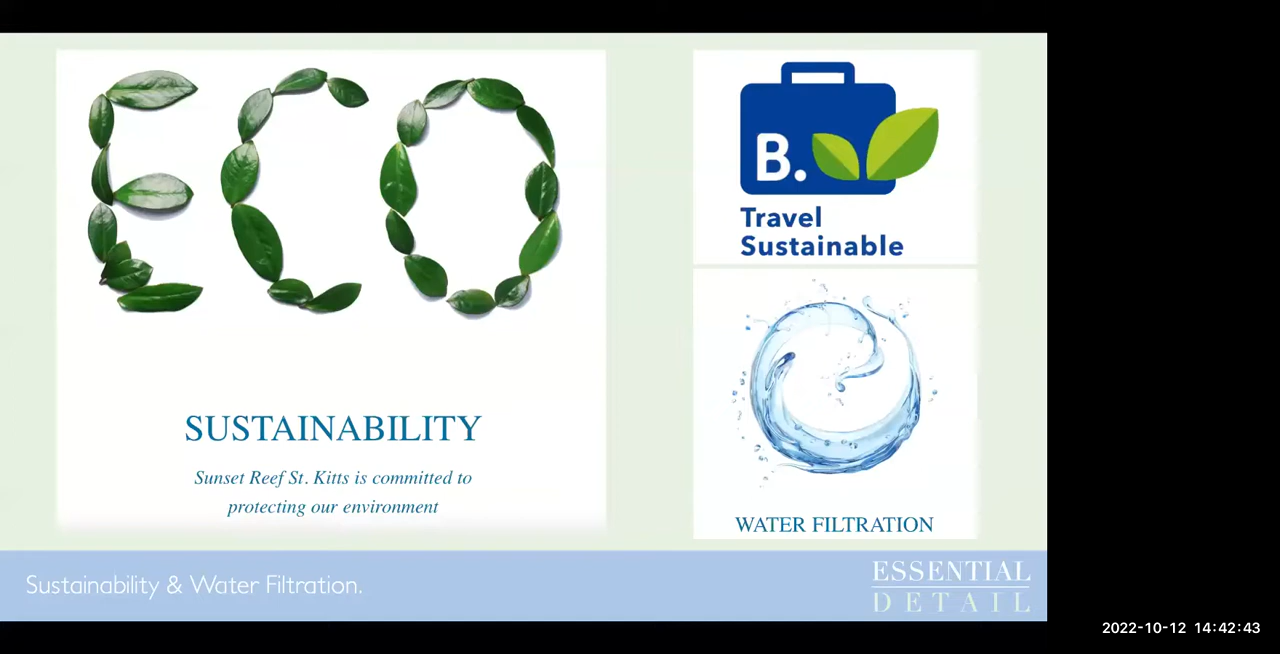 ECO
SUSTAINABILITY
Sunset Reef St. Kitts is committed to
protecting our environment
B.
Travel
Sustainable
WATER FILTRATION
Sustainability & Water Filtration.
ESSENTIAL
DETAIL
2022-10-12 14:42:43